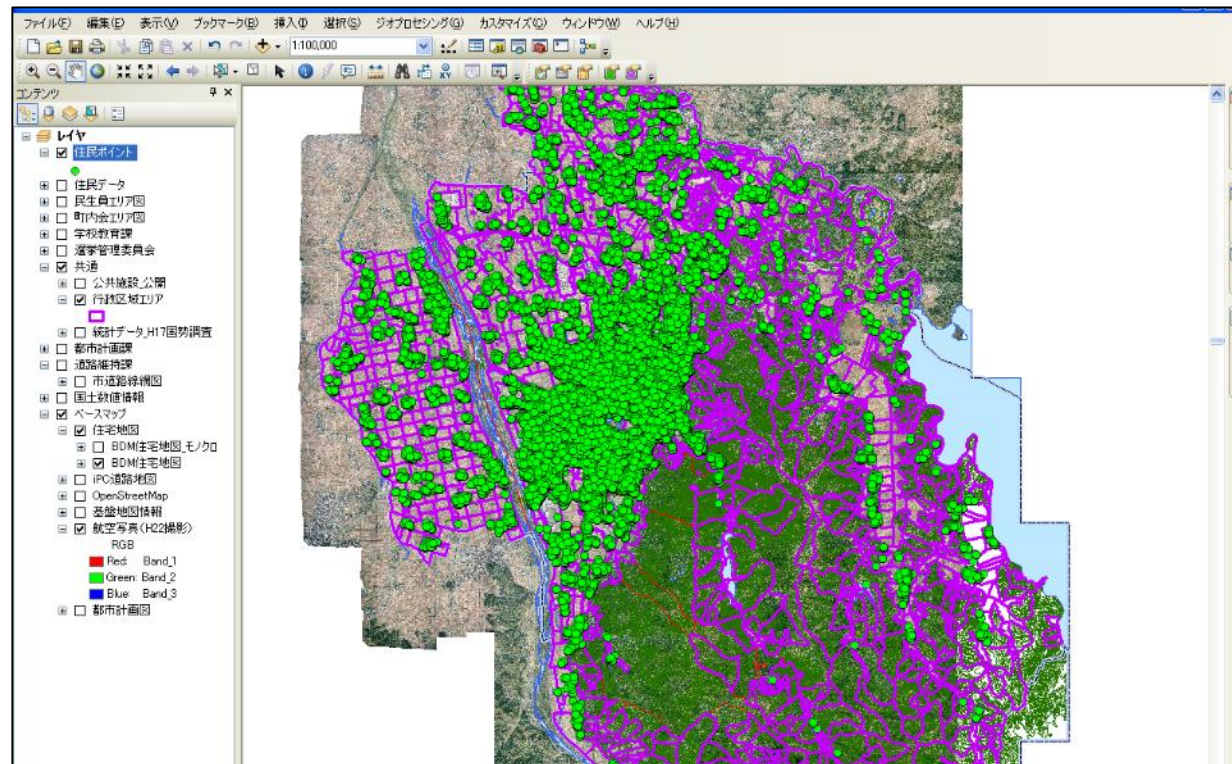 ファイル(F) 編集(E) 表示(V) ブックマーク(B) 挿入(I) 選択(S) ジオプロセシング(G) カスタマイズ(C) ウィンドウ(W) ヘルプ(H)
1:100,000
コンテンツ
レイヤ
住民ポイント
住民データ
民生員エリア図
町内会エリア図
学校教育課
選挙管理委員会
共通
公共施設_公開
行政区域エリア
統計データ_H17国勢調査
都市計画課
道路維持課
市道路線網図
国土数値情報
ベースマップ
住宅地図
BDM住宅地図_モノクロ
BDM住宅地図
iPC道路地図
OpenStreetMap
基盤地図情報
航空写真(H22撮影)
RGB
Red: Band_1
Green: Band_2
Blue: Band_3
都市計画図